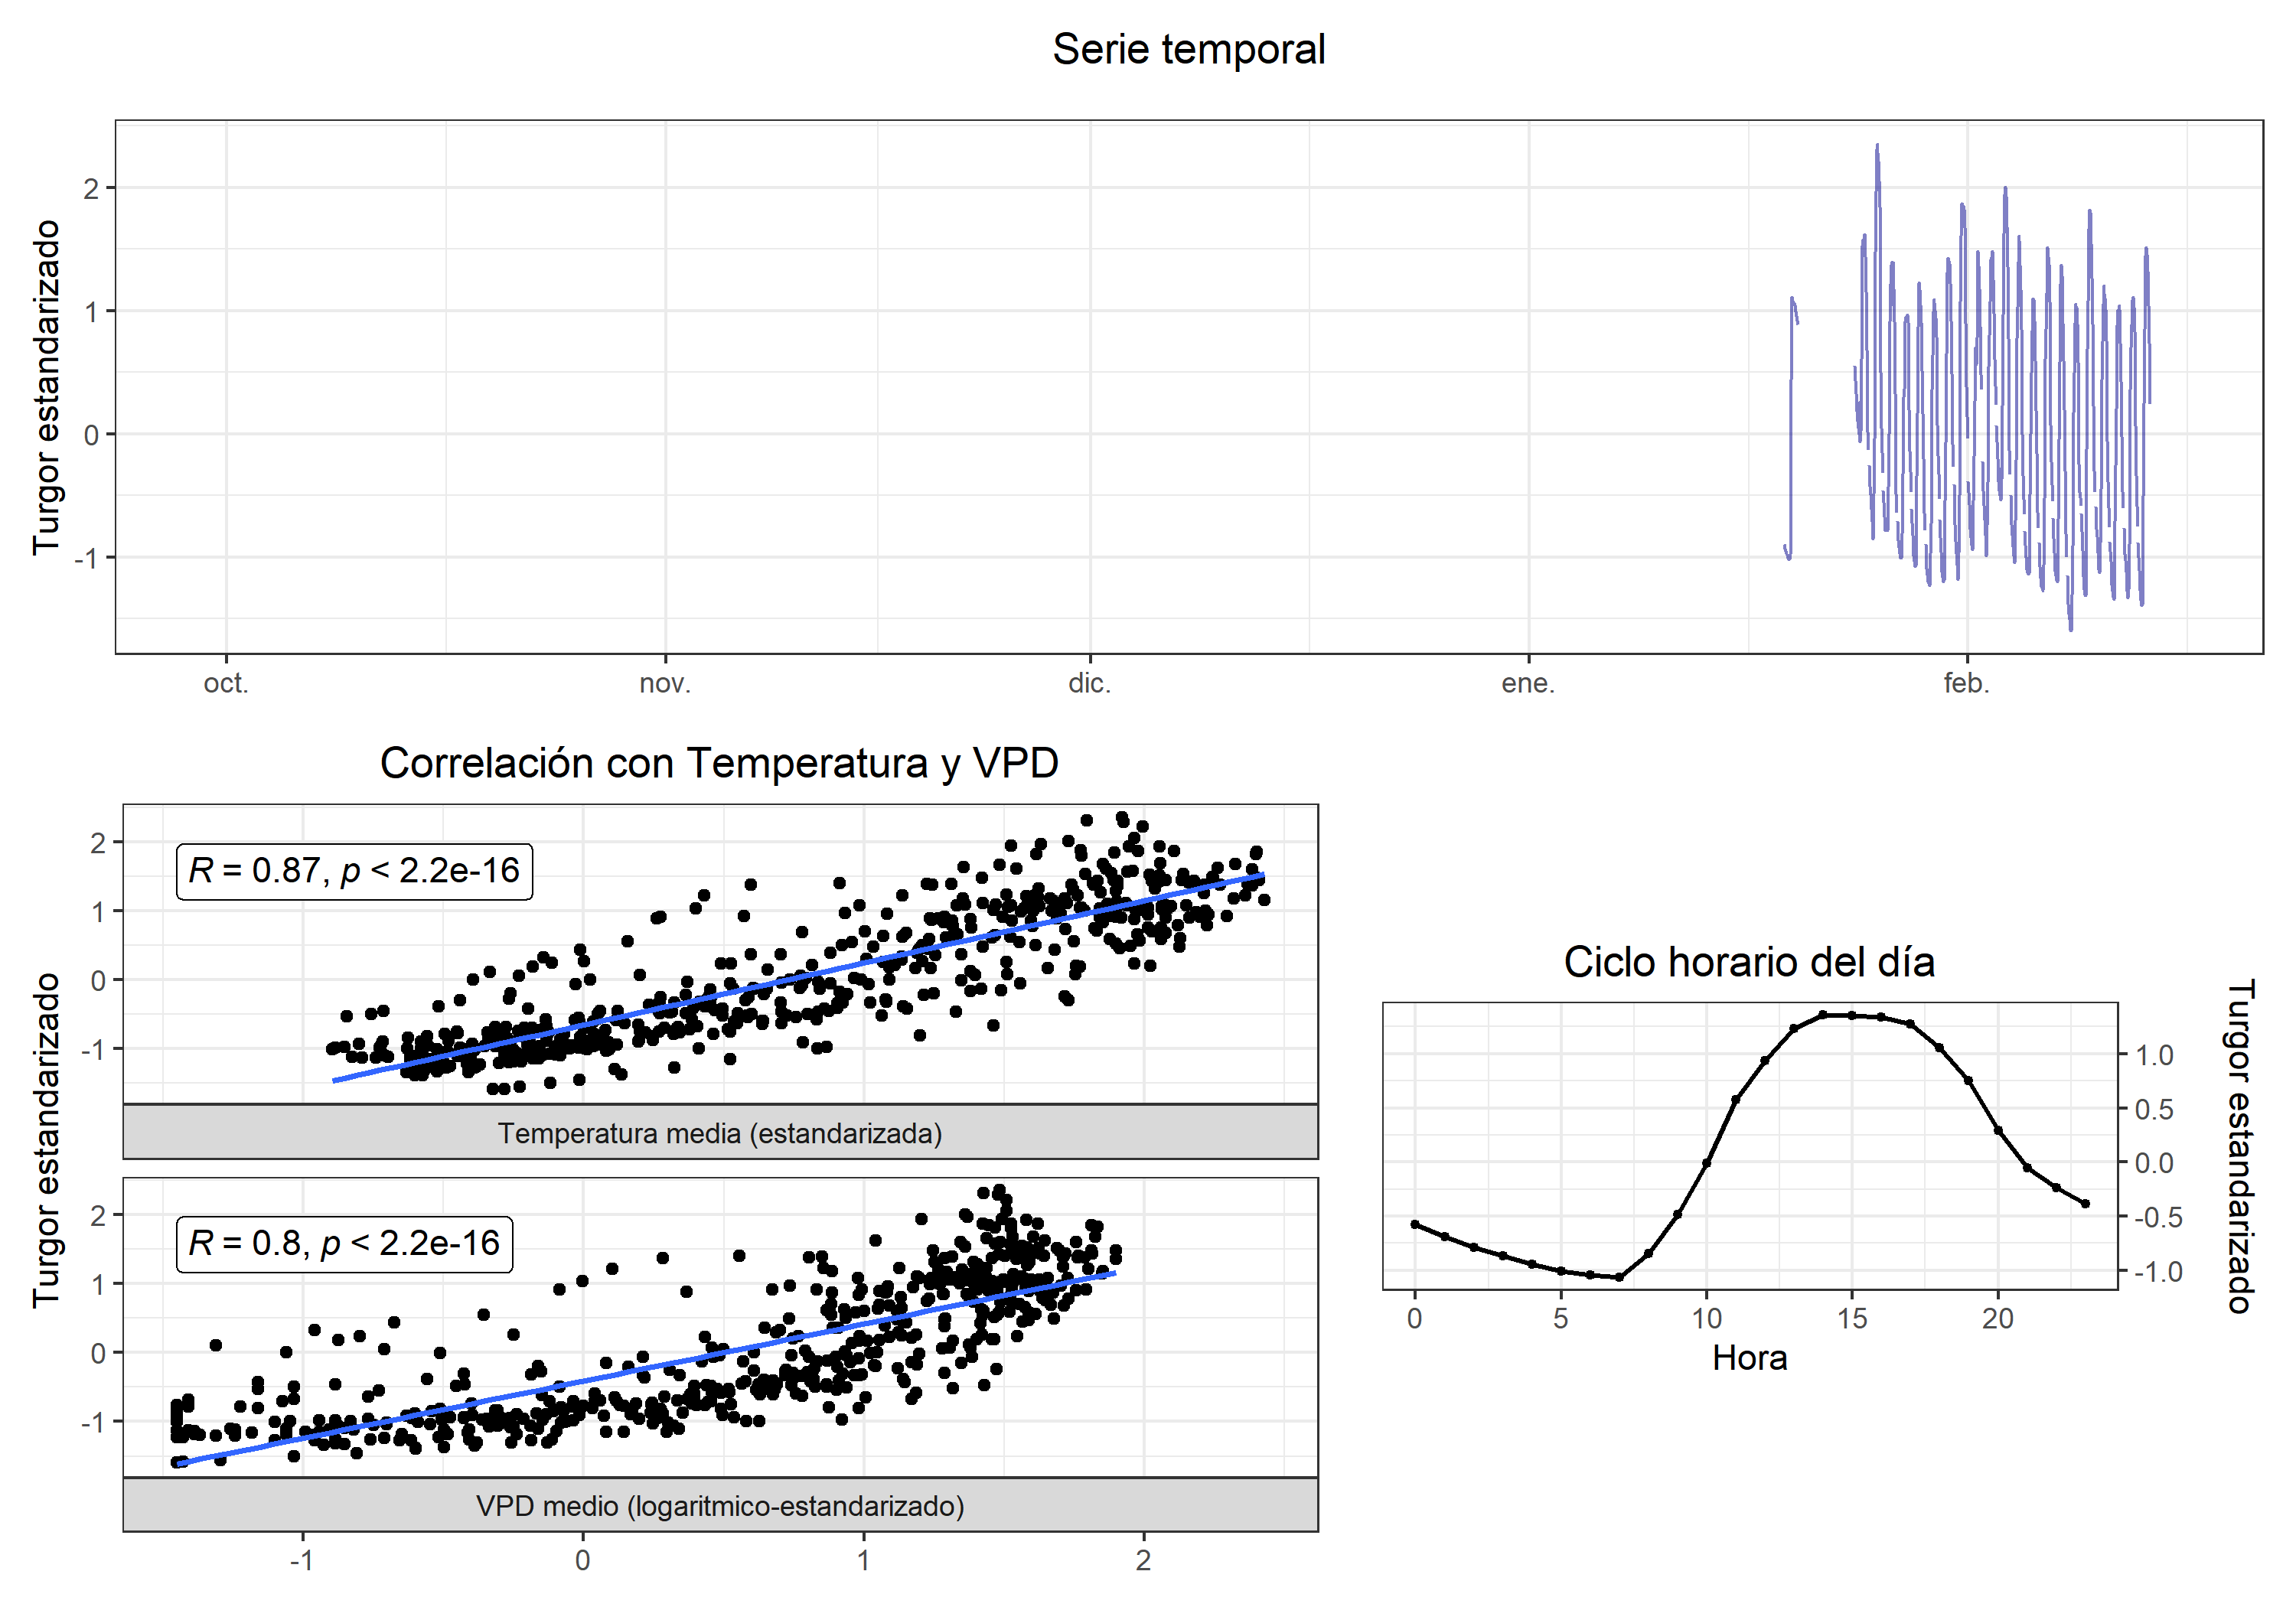 Serie temporal
Turgor estandarizado
2
1
0
-1
oct.
nov.
dic.
ene.
feb.
Correlación con Temperatura y VPD
Turgor estandarizado
2
1
0
-1
R = 0.87, p < 2.2e-16
Temperatura media (estandarizada)
2
1
0
-1
R = 0.8, p < 2.2e-16
VPD medio (logaritmico-estandarizado)
-1
0
1
2
Ciclo horario del día
1.0
0.5
0.0
-0.5
-1.0
Turgor estandarizado
0
5
10
15
20
Hora